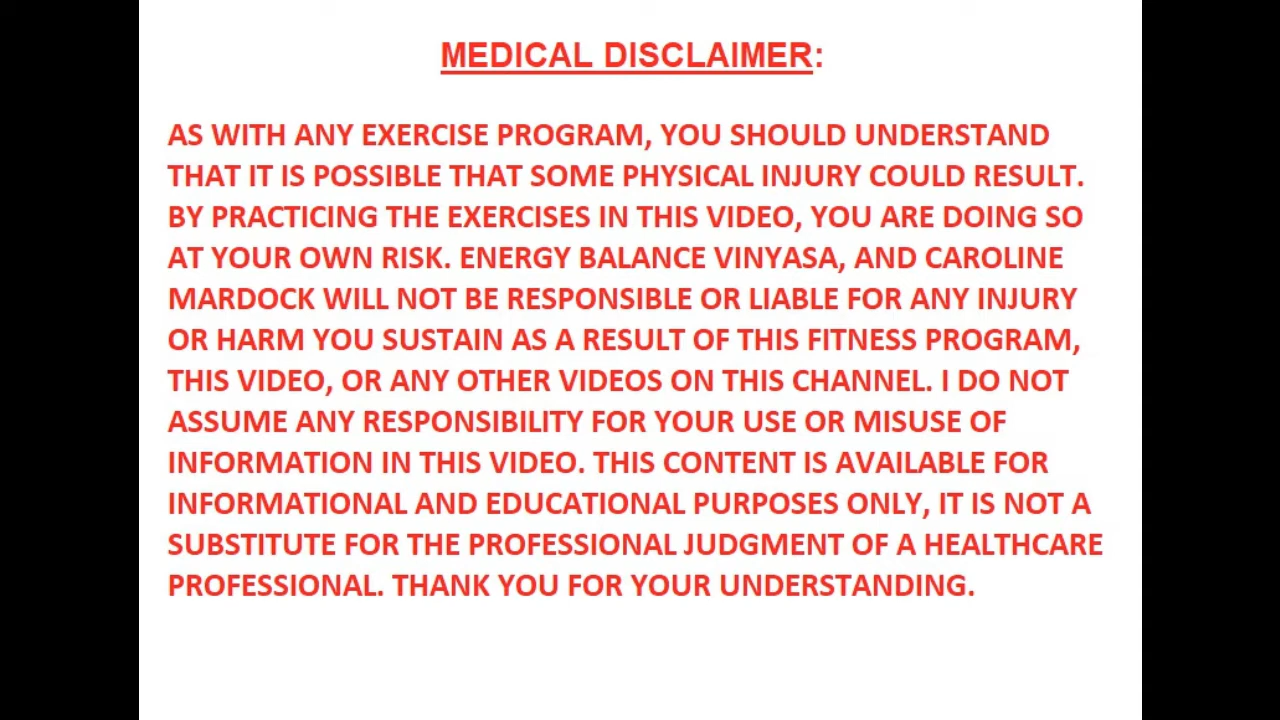 MEDICAL DISCLAIMER:
AS WITH ANY EXERCISE PROGRAM, YOU SHOULD UNDERSTAND
THAT IT IS POSSIBLE THAT SOME PHYSICAL INJURY COULD RESULT.
BY PRACTICING THE EXERCISES IN THIS VIDEO, YOU ARE DOING SO
AT YOUR OWN RISK. ENERGY BALANCE VINYASA, AND CAROLINE
MARDOCK WILL NOT BE RESPONSIBLE OR LIABLE FOR ANY INJURY
OR HARM YOU SUSTAIN AS A RESULT OF THIS FITNESS PROGRAM,
THIS VIDEO, OR ANY OTHER VIDEOS ON THIS CHANNEL. I DO NOT
ASSUME ANY RESPONSIBILITY FOR YOUR USE OR MISUSE OF
INFORMATION IN THIS VIDEO. THIS CONTENT IS AVAILABLE FOR
INFORMATIONAL AND EDUCATIONAL PURPOSES ONLY, IT IS NOT A
SUBSTITUTE FOR THE PROFESSIONAL JUDGMENT OF A HEALTHCARE
PROFESSIONAL. THANK YOU FOR YOUR UNDERSTANDING.